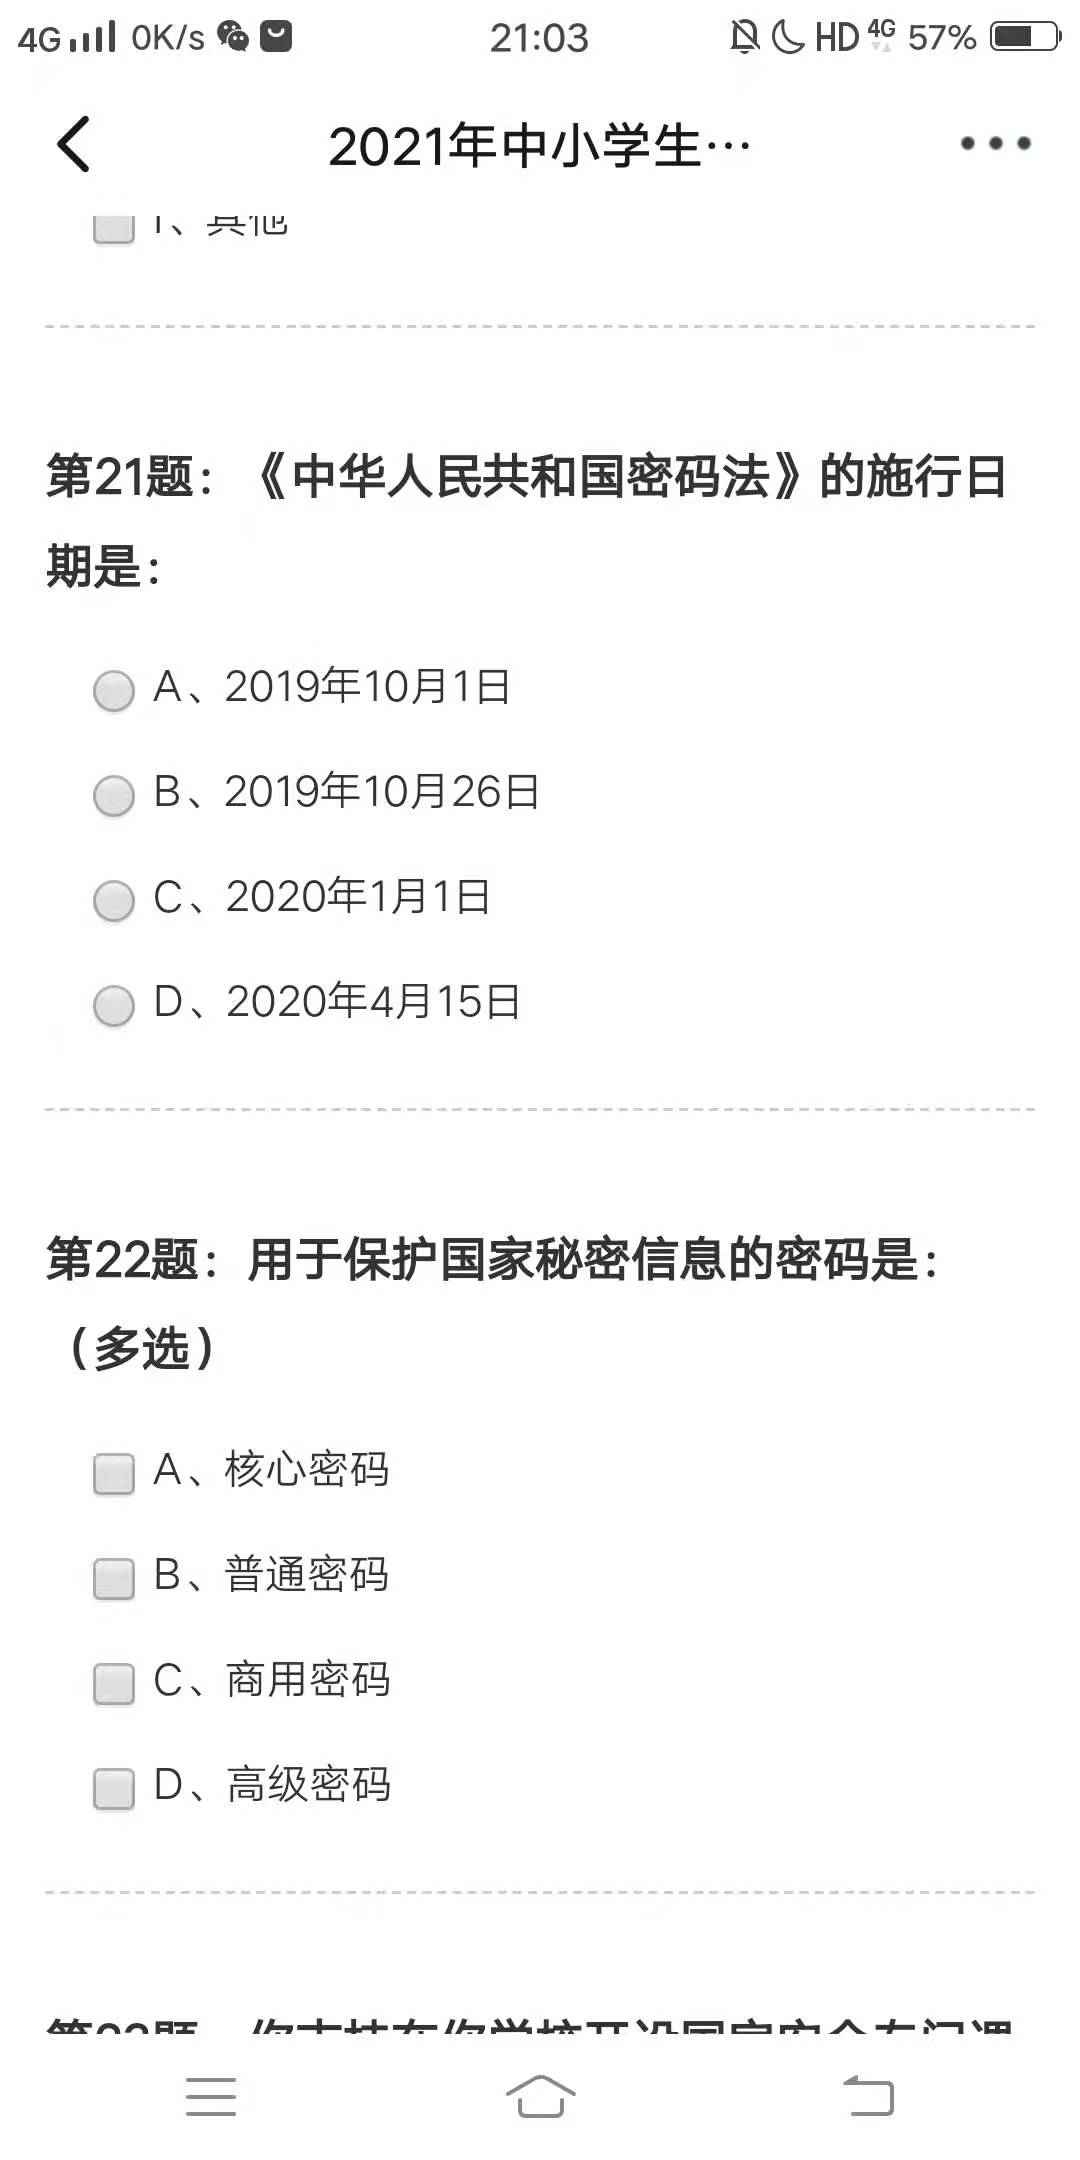 4G 0K/s 21:03 HD 4G 57%
2021年中小学生…
、其他
第21题：《中华人民共和国密码法》的施行日
期是：
A、2019年10月1日
B、2019年10月26日
C、2020年1月1日
D、2020年4月15日
第22题：用于保护国家秘密信息的密码是：
（多选）
A、核心密码
B、普通密码
C、商用密码
D、高级密码